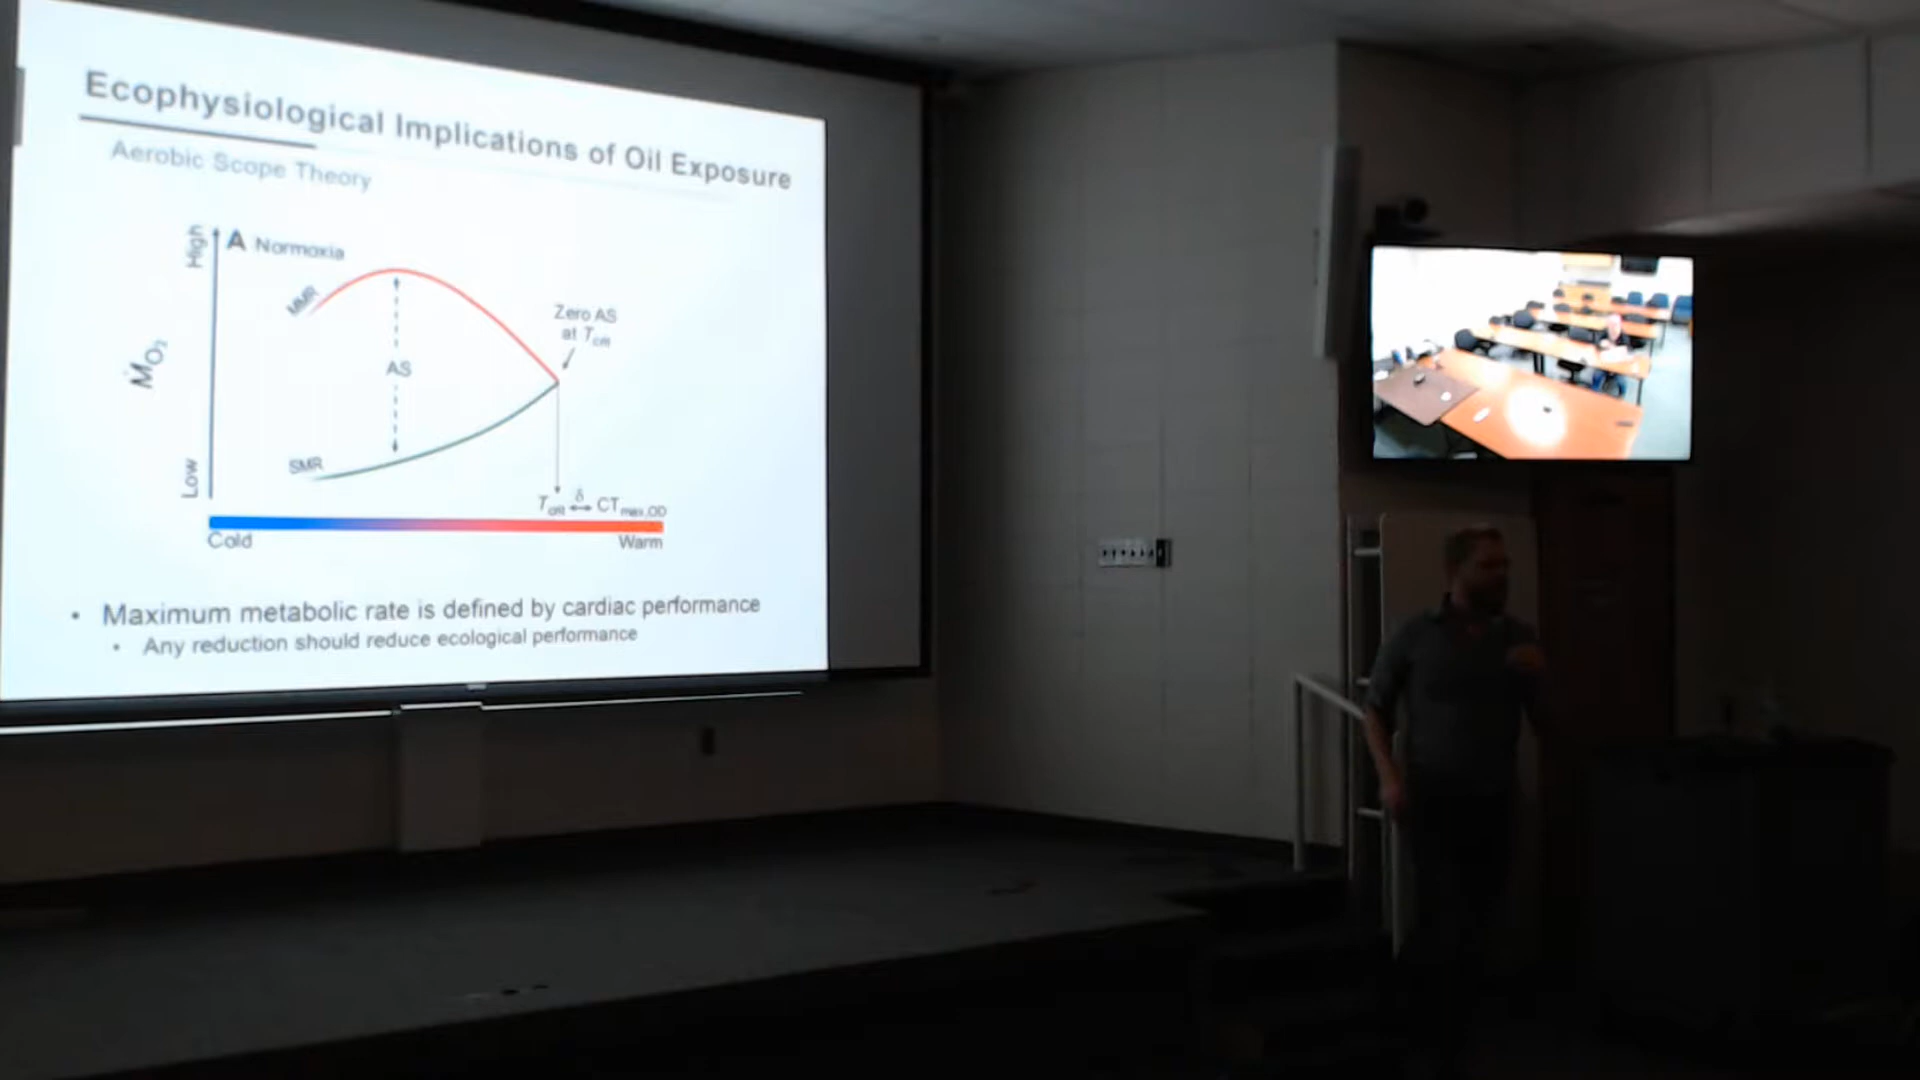 Ecophysiological Implications of Oil Exposure
Aerobic Scope Theory
High
A Normoxia
MMR
Zero AS
at Tcrit
ṀO2
AS
SMR
Low
Tcrit δ CTmax,OD
Cold
Warm
• Maximum metabolic rate is defined by cardiac performance
• Any reduction should reduce ecological performance